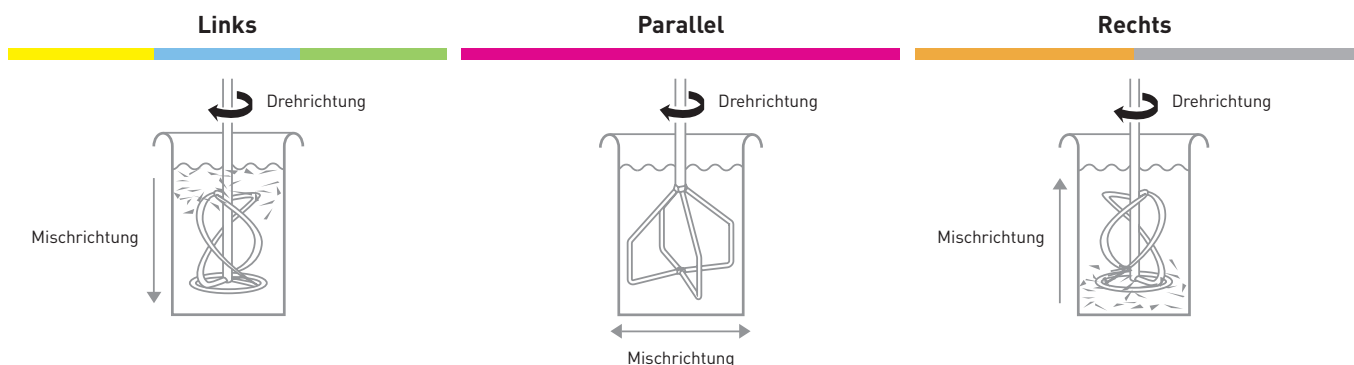 Links
Parallel
Rechts
Drehrichtung
Drehrichtung
Drehrichtung
Mischrichtung
Mischrichtung
Mischrichtung